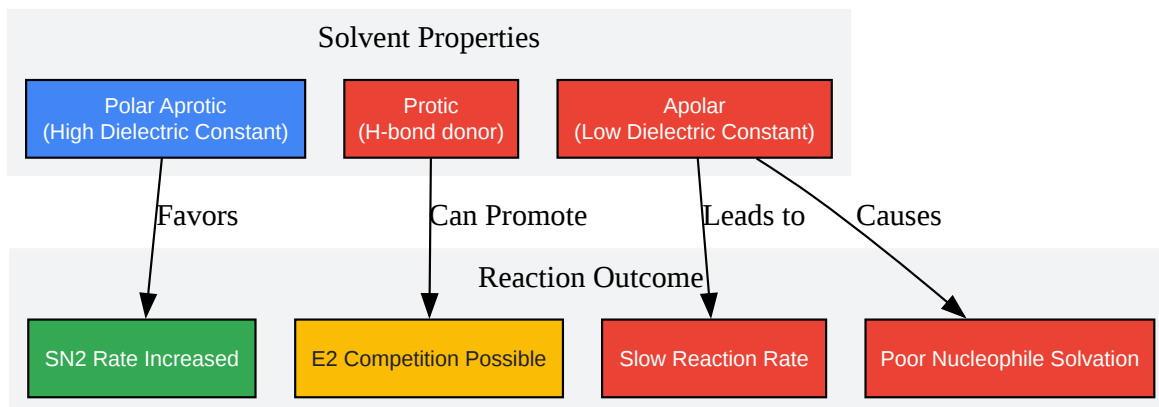 Solvent Properties
Polar Aprotic
(High Dielectric Constant)
Protic
(H-bond donor)
Apolar
(Low Dielectric Constant)
Favors
Can Promote
Leads to
Causes
Reaction Outcome
SN2 Rate Increased
E2 Competition Possible
Slow Reaction Rate
Poor Nucleophile Solvation